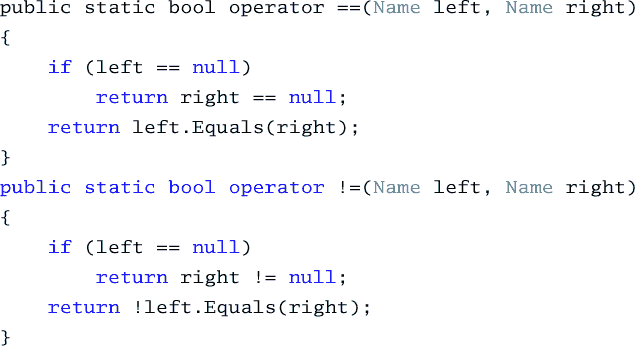 public static bool operator ==(Name left, Name right)
{
    if (left == null)
        return right == null;
    return left.Equals(right);
}
public static bool operator !=(Name left, Name right)
{
    if (left == null)
        return right != null;
    return !left.Equals(right);
}